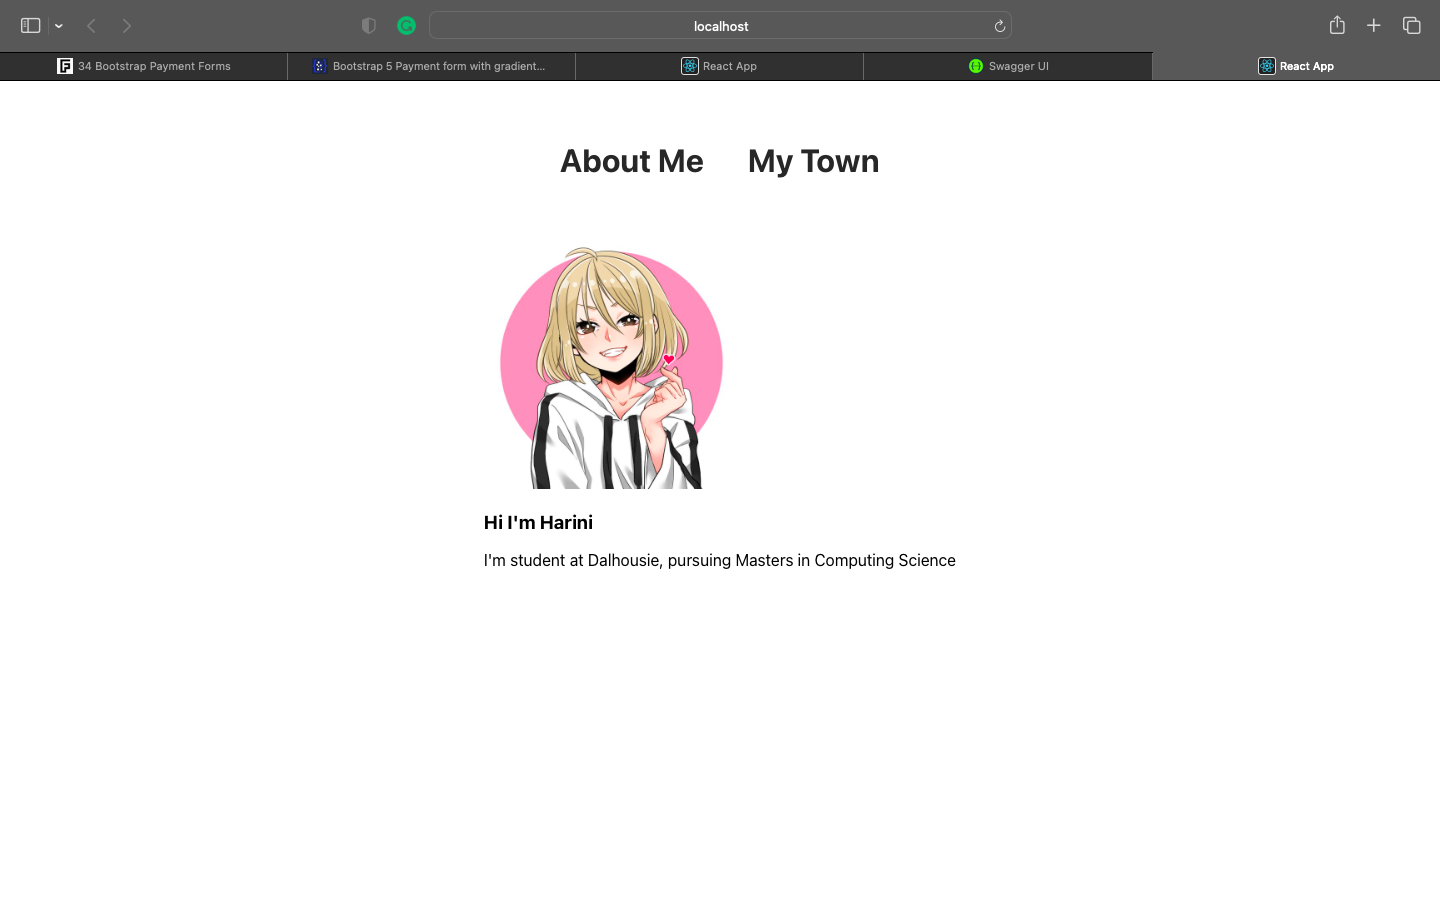 localhost
34 Bootstrap Payment Forms
Bootstrap 5 Payment form with gradient...
React App
Swagger UI
React App
About Me
My Town
Hi I'm Harini
I'm student at Dalhousie, pursuing Masters in Computing Science